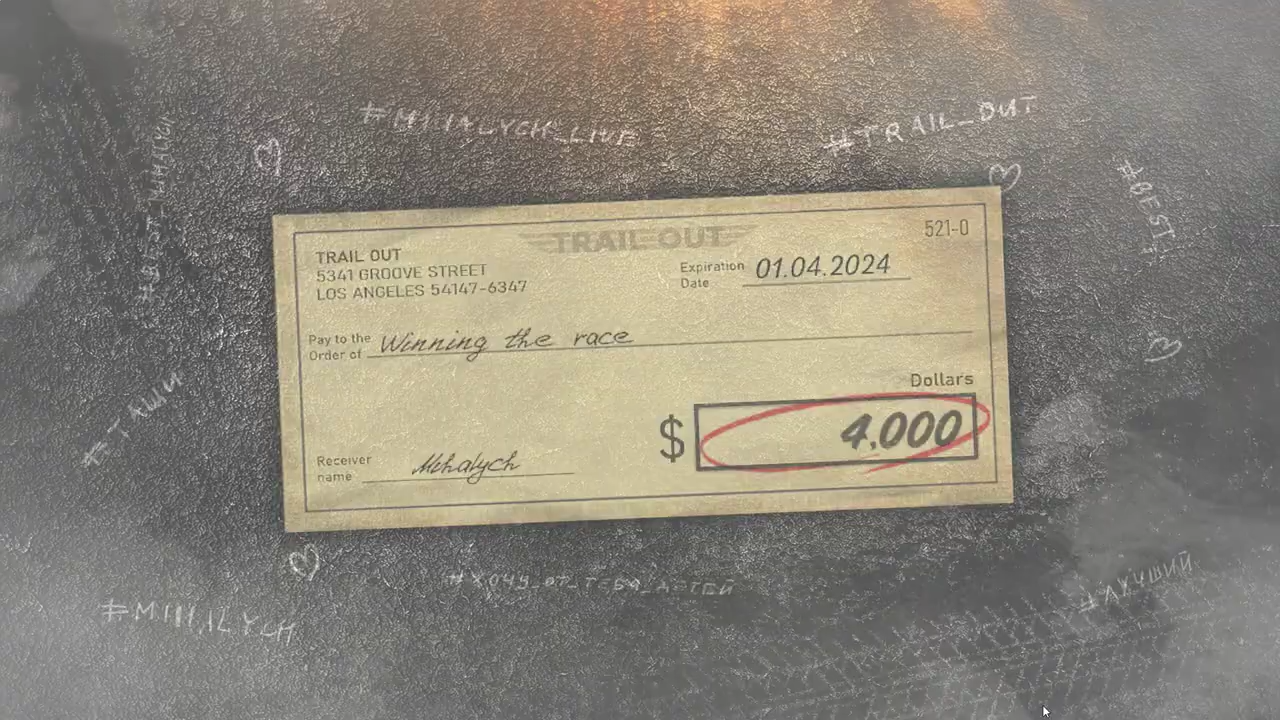 #MIHALYCH_LIVE
#TRAIL_OUT
#BEST
TRAIL OUT
521-0
TRAIL OUT
5341 GROOVE STREET
LOS ANGELES 54147-6347
Expiration Date 01.04.2024
Pay to the Order of Winning the race
Dollars
$ 4.000
Receiver name Mihalych
#ХОЧУ_ОТ_ТЕБЯ_ДЕТЕЙ
#MIHALYCH
#ЛУЧШИЙ